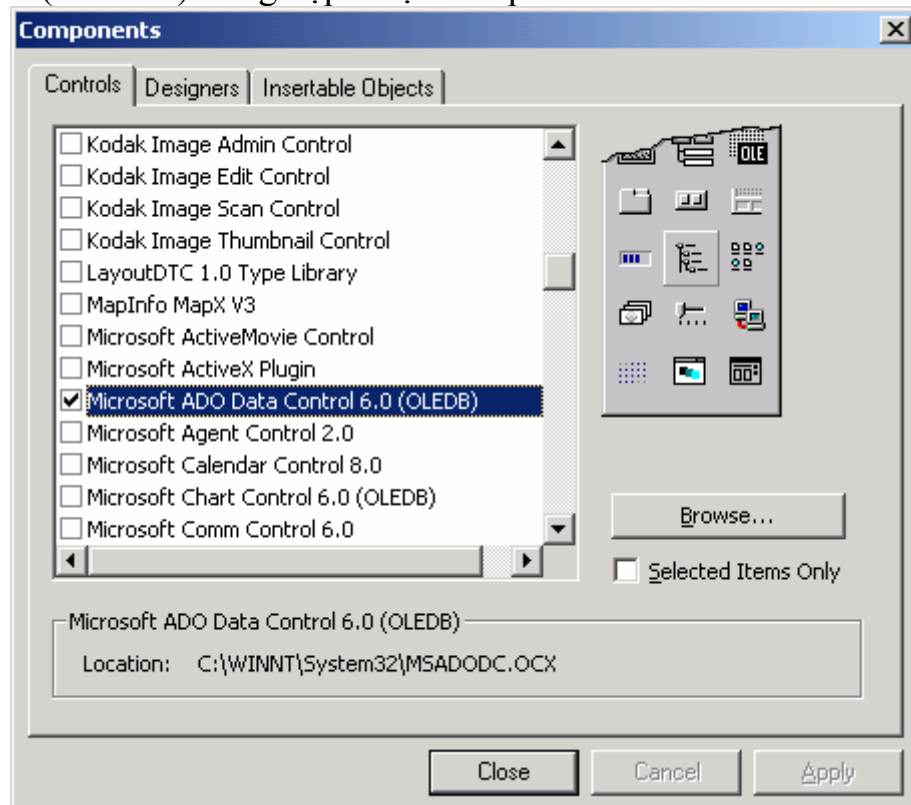 Components
Controls
Designers
Insertable Objects
Kodak Image Admin Control
Kodak Image Edit Control
Kodak Image Scan Control
Kodak Image Thumbnail Control
LayoutDTC 1.0 Type Library
MapInfo MapX V3
Microsoft ActiveMovie Control
Microsoft ActiveX Plugin
Microsoft ADO Data Control 6.0 (OLEDB)
Microsoft Agent Control 2.0
Microsoft Calendar Control 8.0
Microsoft Chart Control 6.0 (OLEDB)
Microsoft Comm Control 6.0
OLE
Browse...
Selected Items Only
Microsoft ADO Data Control 6.0 (OLEDB)
Location: C:\WINNT\System32\MSADODC.OCX
Close
Cancel
Apply